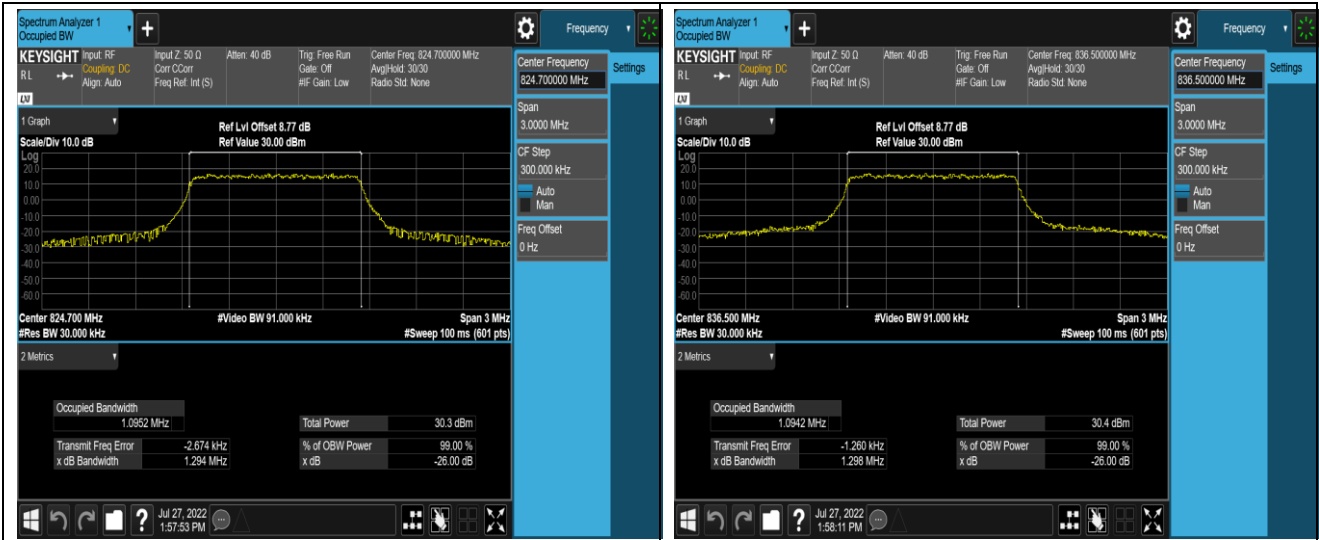 Spectrum Analyzer 1
Occupied BW
+
Frequency
KEYSIGHT
RL
LXI
Input: RF
Coupling: DC
Align: Auto
Input Z: 50 Ω
Corr CCorr
Freq Ref: Int (S)
Atten: 40 dB
Trig: Free Run
Gate: Off
#IF Gain: Low
Center Freq: 824.700000 MHz
Avg|Hold: 30/30
Radio Std: None
Center Frequency
824.700000 MHz
Settings
Span
3.0000 MHz
CF Step
300.000 kHz
Auto
Man
Freq Offset
0 Hz
1 Graph
Scale/Div 10.0 dB
Ref Lvl Offset 8.77 dB
Ref Value 30.00 dBm
Log
20.0
10.0
0.00
-10.0
-20.0
-30.0
-40.0
-50.0
-60.0
Center 824.700 MHz
#Res BW 30.000 kHz
#Video BW 91.000 kHz
Span 3 MHz
#Sweep 100 ms (601 pts)
2 Metrics
Occupied Bandwidth
1.0952 MHz
Total Power 30.3 dBm
Transmit Freq Error -2.674 kHz
% of OBW Power 99.00 %
x dB Bandwidth 1.294 MHz
x dB -26.00 dB
?
Jul 27, 2022
1:57:53 PM
Spectrum Analyzer 1
Occupied BW
+
Frequency
KEYSIGHT
RL
LXI
Input: RF
Coupling: DC
Align: Auto
Input Z: 50 Ω
Corr CCorr
Freq Ref: Int (S)
Atten: 40 dB
Trig: Free Run
Gate: Off
#IF Gain: Low
Center Freq: 836.500000 MHz
Avg|Hold: 30/30
Radio Std: None
Center Frequency
836.500000 MHz
Settings
Span
3.0000 MHz
CF Step
300.000 kHz
Auto
Man
Freq Offset
0 Hz
1 Graph
Scale/Div 10.0 dB
Ref Lvl Offset 8.77 dB
Ref Value 30.00 dBm
Log
20.0
10.0
0.00
-10.0
-20.0
-30.0
-40.0
-50.0
-60.0
Center 836.500 MHz
#Res BW 30.000 kHz
#Video BW 91.000 kHz
Span 3 MHz
#Sweep 100 ms (601 pts)
2 Metrics
Occupied Bandwidth
1.0942 MHz
Total Power 30.4 dBm
Transmit Freq Error -1.260 kHz
% of OBW Power 99.00 %
x dB Bandwidth 1.298 MHz
x dB -26.00 dB
?
Jul 27, 2022
1:58:11 PM